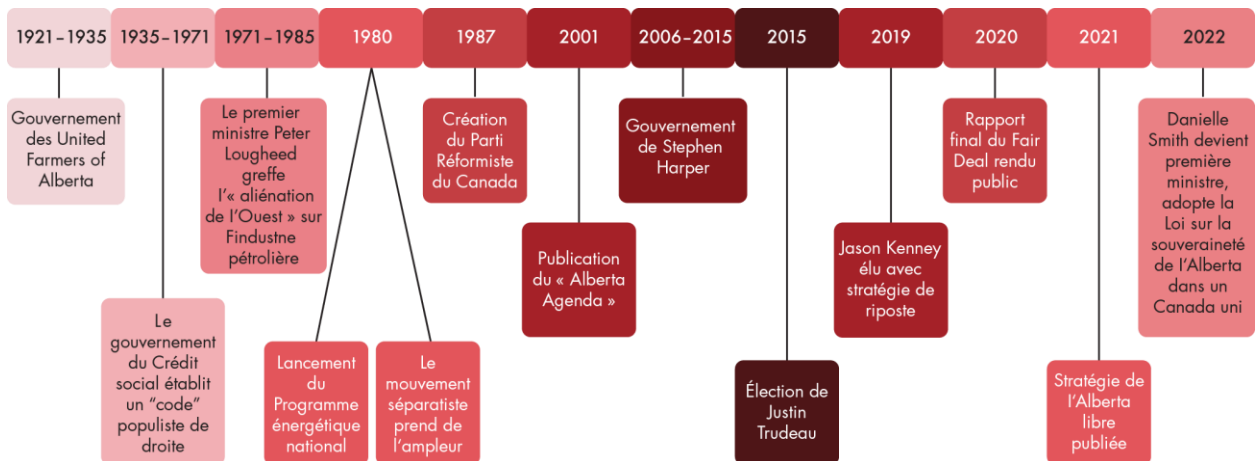 1921–1935
1935–1971
1971–1985
1980
1987
2001
2006–2015
2015
2019
2020
2021
2022
Gouvernement
des United
Farmers of
Alberta
Le
gouvernement
du Crédit
social établit
un “code”
populiste de
droite
Le premier
ministre Peter
Lougheed
greffe
l’« aliénation
de l’Ouest » sur
Findustne
pétrolière
Lancement
du
Programme
énergétique
national
Le
mouvement
séparatiste
prend de
l’ampleur
Création
du Parti
Réformiste
du Canada
Publication
du « Alberta
Agenda »
Gouvernement
de Stephen
Harper
Élection de
Justin
Trudeau
Jason Kenney
élu avec
stratégie de
riposte
Rapport
final du Fair
Deal rendu
public
Stratégie de
l’Alberta
libre
publiée
Danielle
Smith devient
première
ministre,
adopte la
Loi sur la
souveraineté
de l’Alberta
dans un
Canada uni